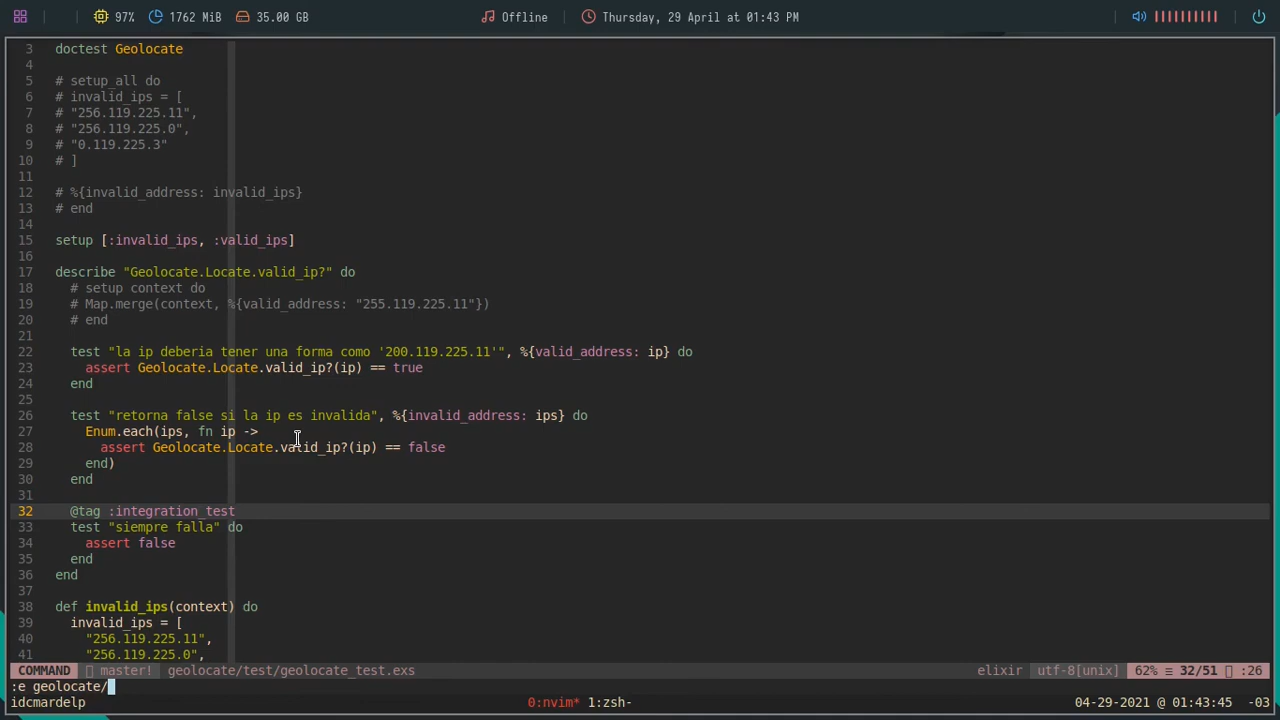 97% 1762 MiB 35.00 GB Offline Thursday, 29 April at 01:43 PM
3 doctest Geolocate
4
5 # setup_all do
6 # invalid_ips = [
7 # "256.119.225.11",
8 # "256.119.225.0",
9 # "0.119.225.3"
10 # ]
11
12 # %{invalid_address: invalid_ips}
13 # end
14
15 setup [:invalid_ips, :valid_ips]
16
17 describe "Geolocate.Locate.valid_ip?" do
18 # setup context do
19 # Map.merge(context, %{valid_address: "255.119.225.11"})
20 # end
21
22 test "la ip deberia tener una forma como '200.119.225.11'", %{valid_address: ip} do
23 assert Geolocate.Locate.valid_ip?(ip) == true
24 end
25
26 test "retorna false si la ip es invalida", %{invalid_address: ips} do
27 Enum.each(ips, fn ip ->
28 assert Geolocate.Locate.valid_ip?(ip) == false
29 end)
30 end
31
32 @tag :integration_test
33 test "siempre falla" do
34 assert false
35 end
36 end
37
38 def invalid_ips(context) do
39 invalid_ips = [
40 "256.119.225.11",
41 "256.119.225.0",
COMMAND master! geolocate/test/geolocate_test.exs elixir utf-8[unix] 62% ≡ 32/51 :26
:e geolocate/
idcmardelp 0:nvim* 1:zsh- 04-29-2021 @ 01:43:45 -03